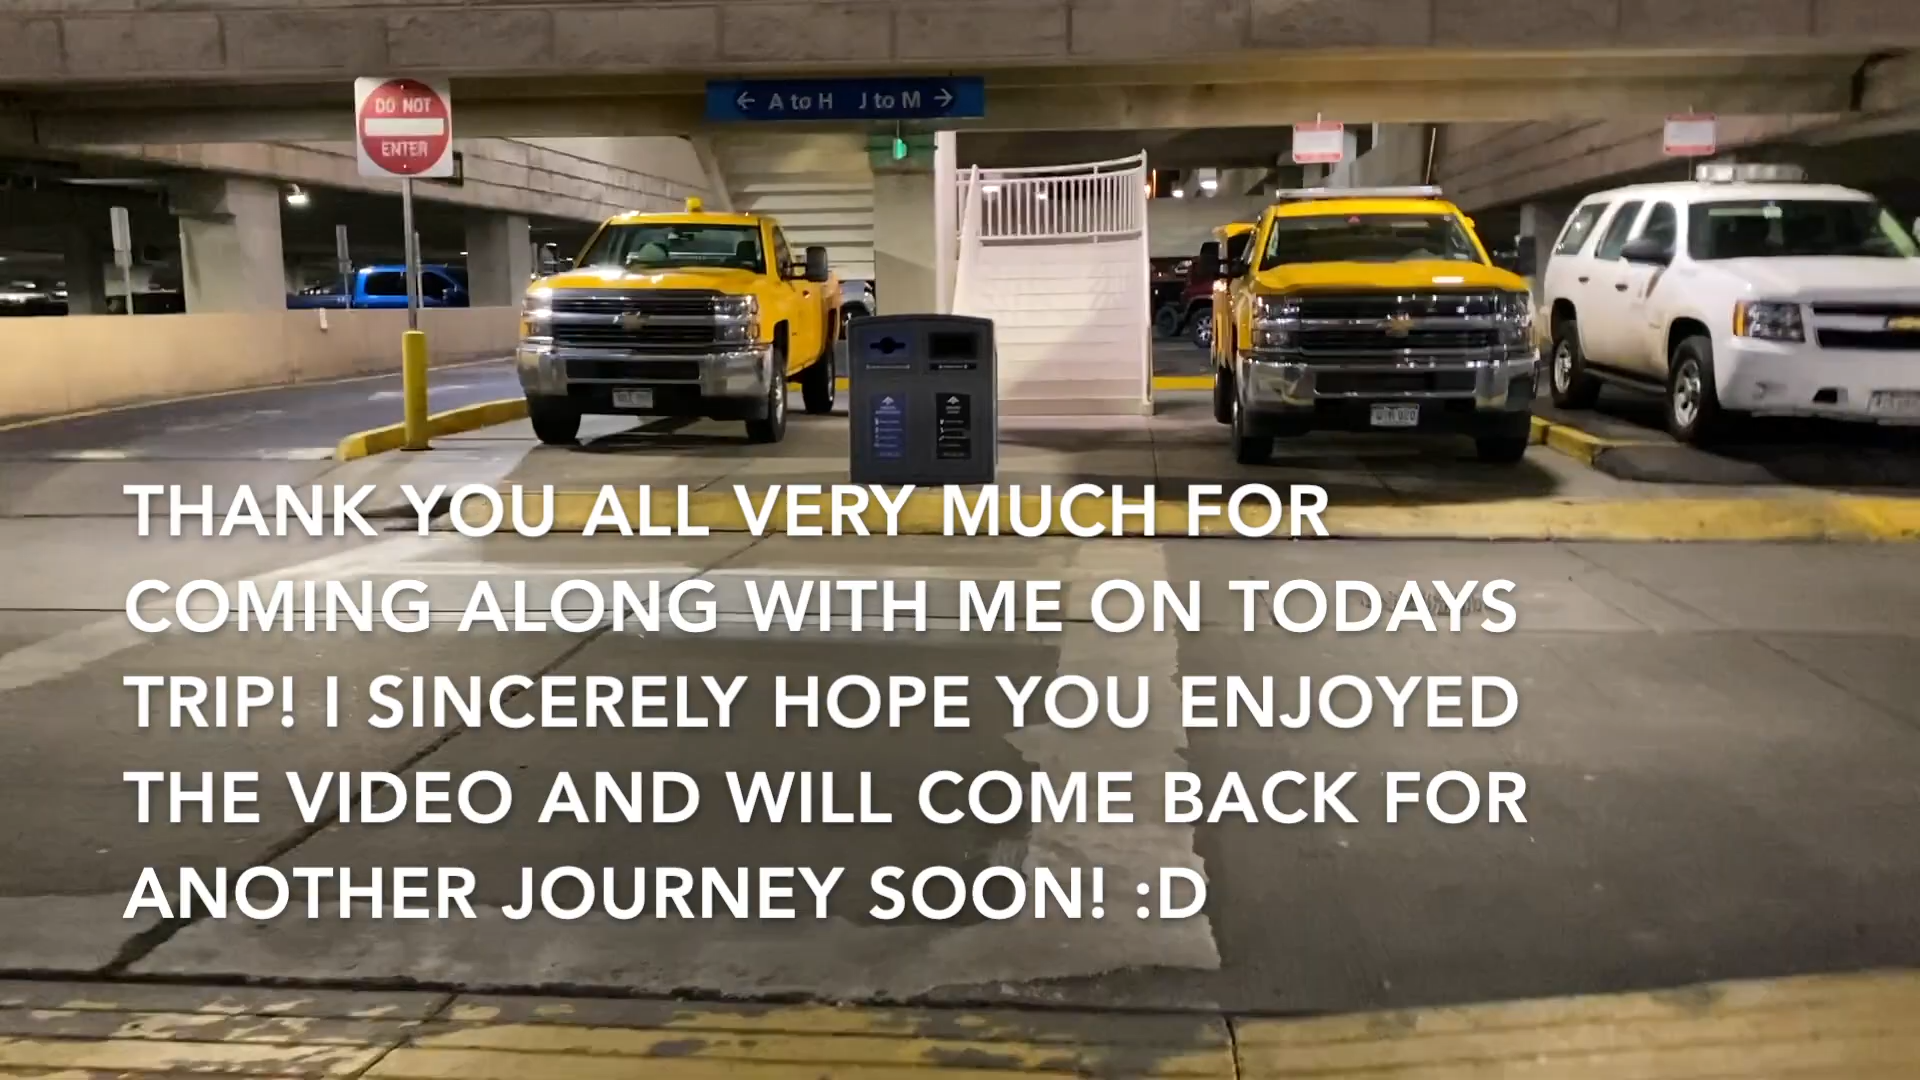 DO NOT
ENTER
← A to H J to M →
THANK YOU ALL VERY MUCH FOR
COMING ALONG WITH ME ON TODAYS
TRIP! I SINCERELY HOPE YOU ENJOYED
THE VIDEO AND WILL COME BACK FOR
ANOTHER JOURNEY SOON! :D